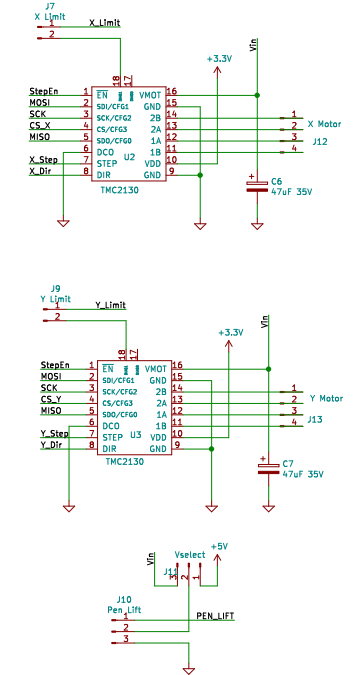 J7
X Limit
1 X_Limit
2
Vin
+3.3V
18 17
StepEn 1 EN VMOT 16
MOSI 2 SDI/CFG1 GND 15
SCK 3 SCK/CFG2 2B 14 1 X Motor
CS_X 4 CS/CFG3 2A 13 2
MISO 5 SDO/CFG0 1A 12 3 J12
6 DCO U2 1B 11 4
X_Step 7 STEP VDD 10
X_Dir 8 DIR GND 9
TMC2130
C6
47uF 35V
J9
Y Limit
1 Y_Limit
2
Vin
+3.3V
18 17
StepEn 1 EN VMOT 16
MOSI 2 SDI/CFG1 GND 15
SCK 3 SCK/CFG2 2B 14 1 Y Motor
CS_Y 4 CS/CFG3 2A 13 2
MISO 5 SDO/CFG0 1A 12 3 J13
6 DCO 1B 11 4
Y_Step 7 STEP U3 VDD 10
Y_Dir 8 DIR GND 9
TMC2130
C7
47uF 35V
Vin Vselect +5V
J11 3 2 1
J10
Pen Lift
1 PEN_LIFT
2
3